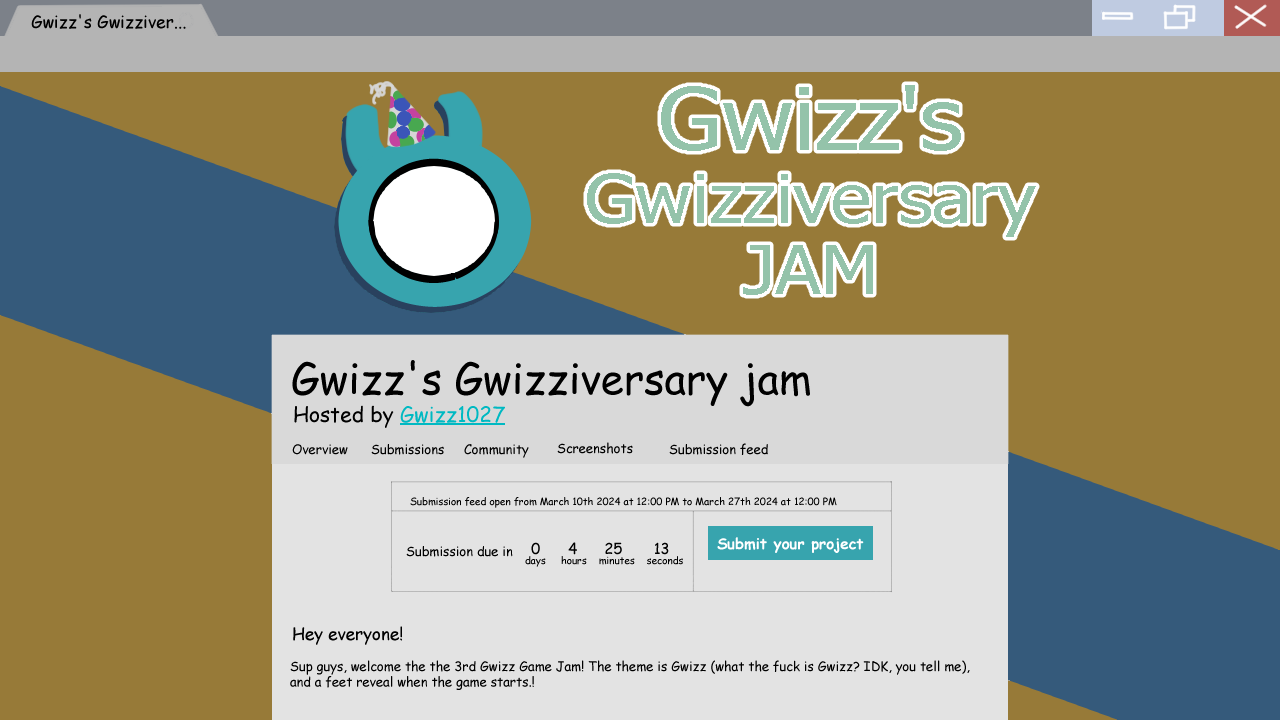 Gwizz's Gwizziver...
Gwizz's
Gwizziversary
JAM
Gwizz's Gwizziversary jam
Hosted by Gwizz1027
Overview Submissions Community Screenshots Submission feed
Submission feed open from March 10th 2024 at 12:00 PM to March 27th 2024 at 12:00 PM
Submission due in 0 days 4 hours 25 minutes 13 seconds
Submit your project
Hey everyone!
Sup guys, welcome the the 3rd Gwizz Game Jam! The theme is Gwizz (what the fuck is Gwizz? IDK, you tell me),
and a feet reveal when the game starts.!